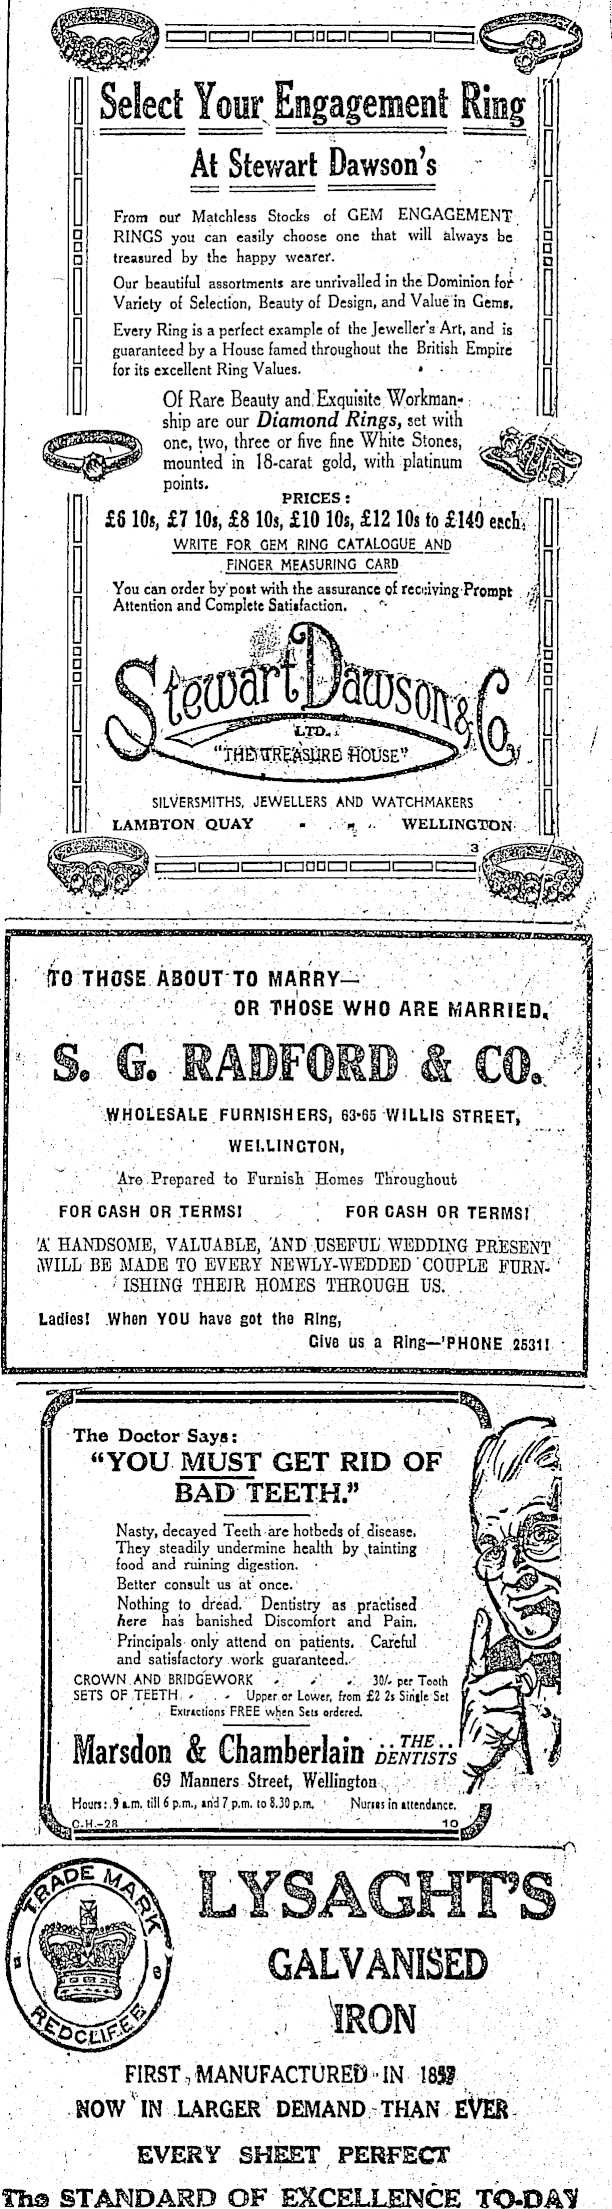 Select Your Engagement Ring
At Stewart Dawson's
From our Matchless Stocks of GEM ENGAGEMENT
RINGS you can easily choose one that will always be
treasured by the happy wearer.
Our beautiful assortments are unrivalled in the Dominion for
Variety of Selection, Beauty of Design, and Value in Gems.
Every Ring is a perfect example of the Jeweller's Art, and is
guaranteed by a House famed throughout the British Empire
for its excellent Ring Values.
Of Rare Beauty and Exquisite Workman-
ship are our Diamond Rings, set with
one, two, three or five fine White Stones,
mounted in 18-carat gold, with platinum
points.
PRICES:
£6 10s, £7 10s, £8 10s, £10 10s, £12 10s to £140 each.
WRITE FOR GEM RING CATALOGUE AND
FINGER MEASURING CARD
You can order by post with the assurance of receiving Prompt
Attention and Complete Satisfaction.
Stewart Dawson & Co.
LTD.
"THE TREASURE HOUSE"
SILVERSMITHS, JEWELLERS AND WATCHMAKERS
LAMBTON QUAY - - WELLINGTON
3
TO THOSE ABOUT TO MARRY—
OR THOSE WHO ARE MARRIED.
S. G. RADFORD & CO.
WHOLESALE FURNISHERS, 63-65 WILLIS STREET,
WELLINGTON,
Are Prepared to Furnish Homes Throughout
FOR CASH OR TERMS! FOR CASH OR TERMS!
A HANDSOME, VALUABLE, AND USEFUL WEDDING PRESENT
WILL BE MADE TO EVERY NEWLY-WEDDED COUPLE FURN-
ISHING THEIR HOMES THROUGH US.
Ladies! When YOU have got the Ring,
Give us a Ring—'PHONE 2531!
The Doctor Says:
"YOU MUST GET RID OF
BAD TEETH."
Nasty, decayed Teeth are hotbeds of disease.
They steadily undermine health by tainting
food and ruining digestion.
Better consult us at once.
Nothing to dread. Dentistry as practised
here has banished Discomfort and Pain.
Principals only attend on patients. Careful
and satisfactory work guaranteed.
CROWN AND BRIDGEWORK - - - 30/- per Tooth
SETS OF TEETH - - - Upper or Lower, from £2 2s Single Set
Extractions FREE when Sets ordered.
Marsdon & Chamberlain .. THE .. DENTISTS
69 Manners Street, Wellington
Hours: 9 a.m. till 6 p.m., and 7 p.m. to 8.30 p.m. Nurses in attendance.
C.H.-28 10
TRADE MARK
REDCLIFFE
LYSAGHT'S
GALVANISED
IRON
FIRST MANUFACTURED IN 1857
NOW IN LARGER DEMAND THAN EVER
EVERY SHEET PERFECT
The STANDARD OF EXCELLENCE TO-DAY